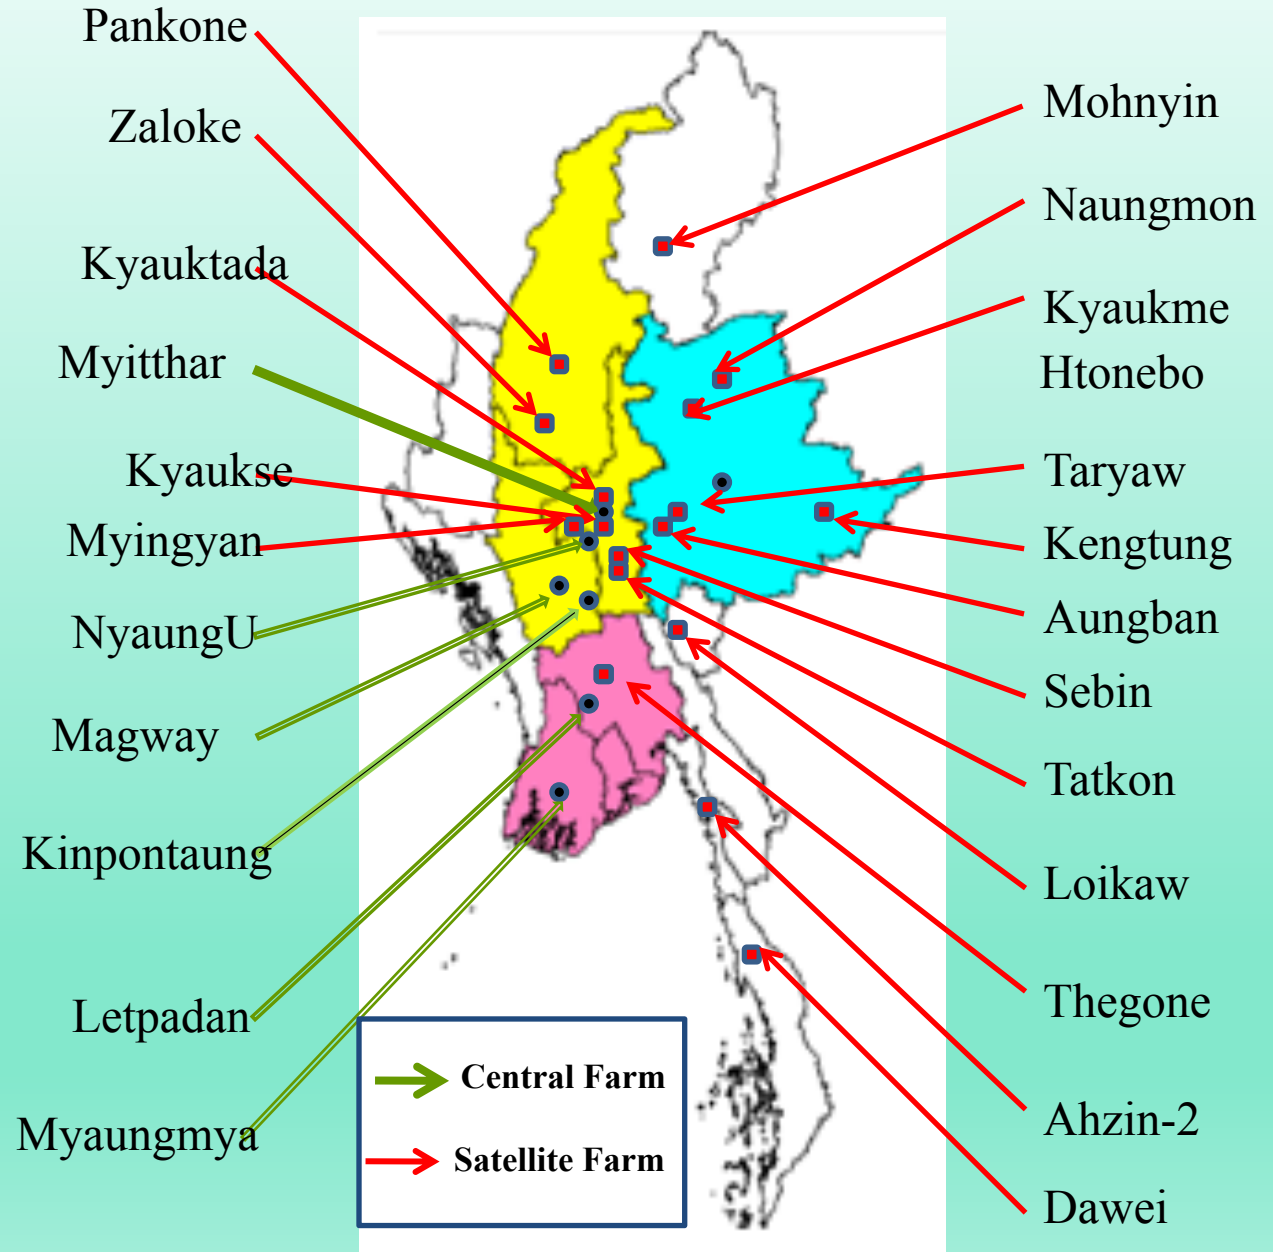 Pankone
Zaloke
Kyauktada
Myitthar
Kyaukse
Myingyan
NyaungU
Magway
Kinpontaung
Letpadan
Myaungmya
Mohnyin
Naungmon
Kyaukme
Htonebo
Taryaw
Kengtung
Aungban
Sebin
Tatkon
Loikaw
Thegone
Ahzin-2
Dawei
Central Farm
Satellite Farm